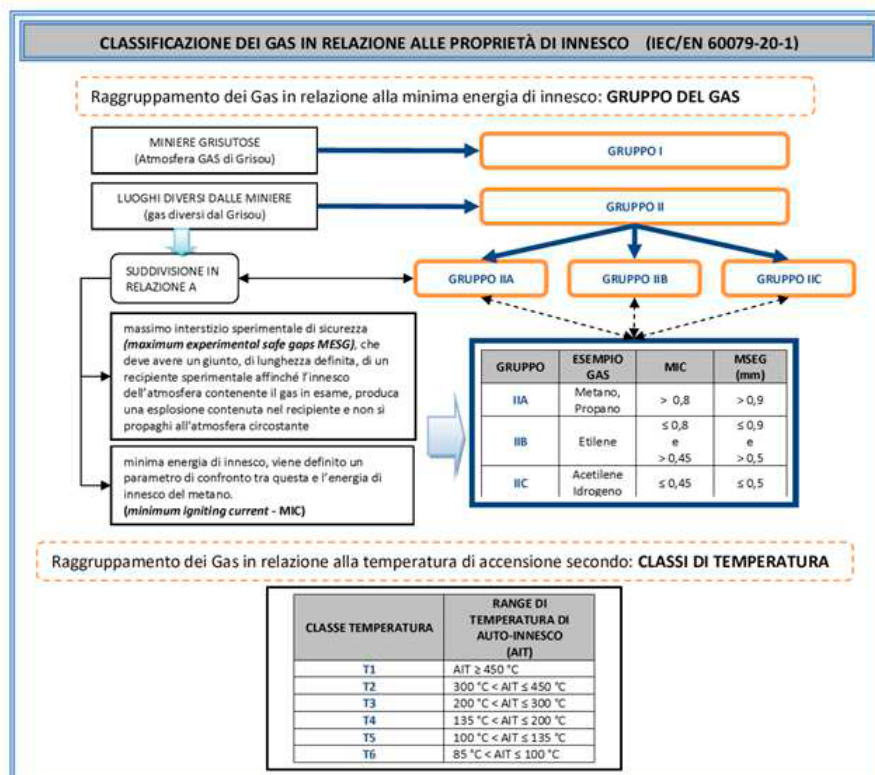 CLASSIFICAZIONE DEI GAS IN RELAZIONE ALLE PROPRIETÀ DI INNESCO (IEC/EN 60079-20-1)
Raggruppamento dei Gas in relazione alla minima energia di innesco: GRUPPO DEL GAS
MINIERE GRISUTOSE
(Atmosfera GAS di Grisou)
GRUPPO I
LUOGHI DIVERSI DALLE MINIERE
(gas diversi dal Grisou)
GRUPPO II
SUDDIVISIONE IN
RELAZIONE A
GRUPPO IIA
GRUPPO IIB
GRUPPO IIC
massimo interstizio sperimentale di sicurezza
(maximum experimental safe gaps MESG), che
deve avere un giunto, di lunghezza definita, di un
recipiente sperimentale affinché l'innesco
dell'atmosfera contenente il gas in esame, produca
una esplosione contenuta nel recipiente e non si
propaghi all'atmosfera circostante
minima energia di innesco, viene definito un
parametro di confronto tra questa e l'energia di
innesco del metano.
(minimum igniting current - MIC)
GRUPPO ESEMPIO GAS MIC MSEG (mm)
IIA Metano, Propano > 0,8 > 0,9
IIB Etilene ≤ 0,8 e > 0,45 ≤ 0,9 e > 0,5
IIC Acetilene Idrogeno ≤ 0,45 ≤ 0,5
Raggruppamento dei Gas in relazione alla temperatura di accensione secondo: CLASSI DI TEMPERATURA
CLASSE TEMPERATURA RANGE DI TEMPERATURA DI AUTO-INNESCO (AIT)
T1 AIT ≥ 450 °C
T2 300 °C < AIT ≤ 450 °C
T3 200 °C < AIT ≤ 300 °C
T4 135 °C < AIT ≤ 200 °C
T5 100 °C < AIT ≤ 135 °C
T6 85 °C < AIT ≤ 100 °C